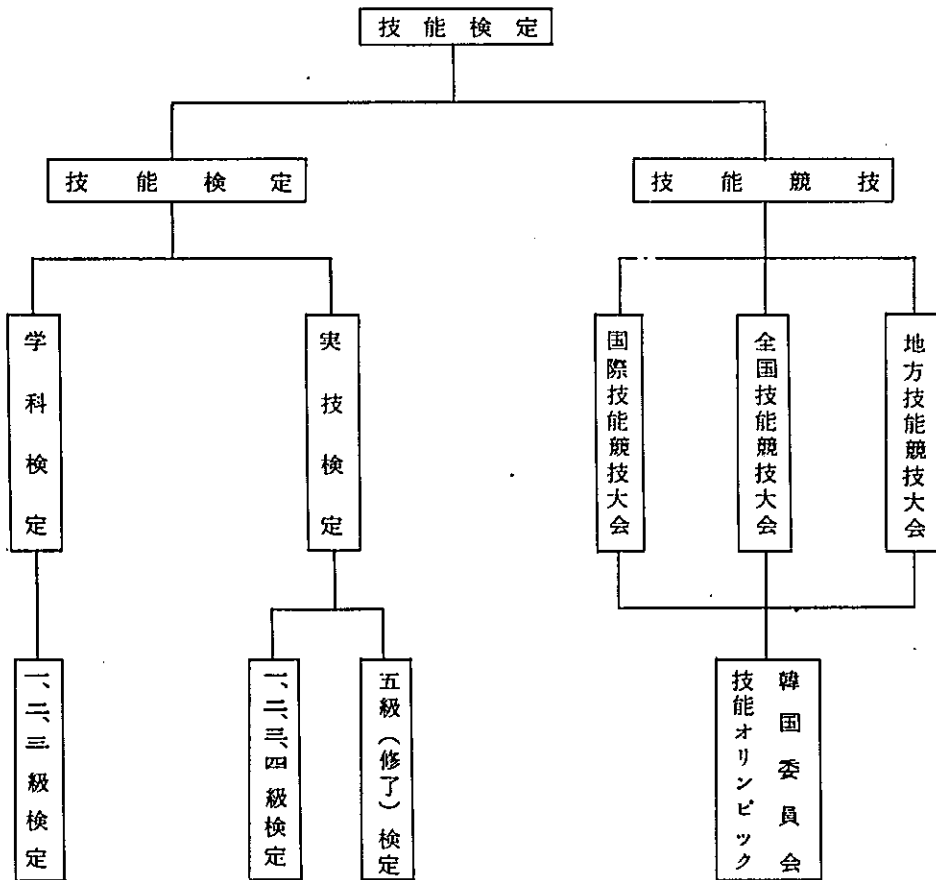 技能検定
技能検定
技能競技
学科検定
実技検定
国際技能競技大会
全国技能競技大会
地方技能競技大会
一、二、三級検定
一、二、三、四級検定
五級（修了）検定
韓国委員会
技能オリンピック